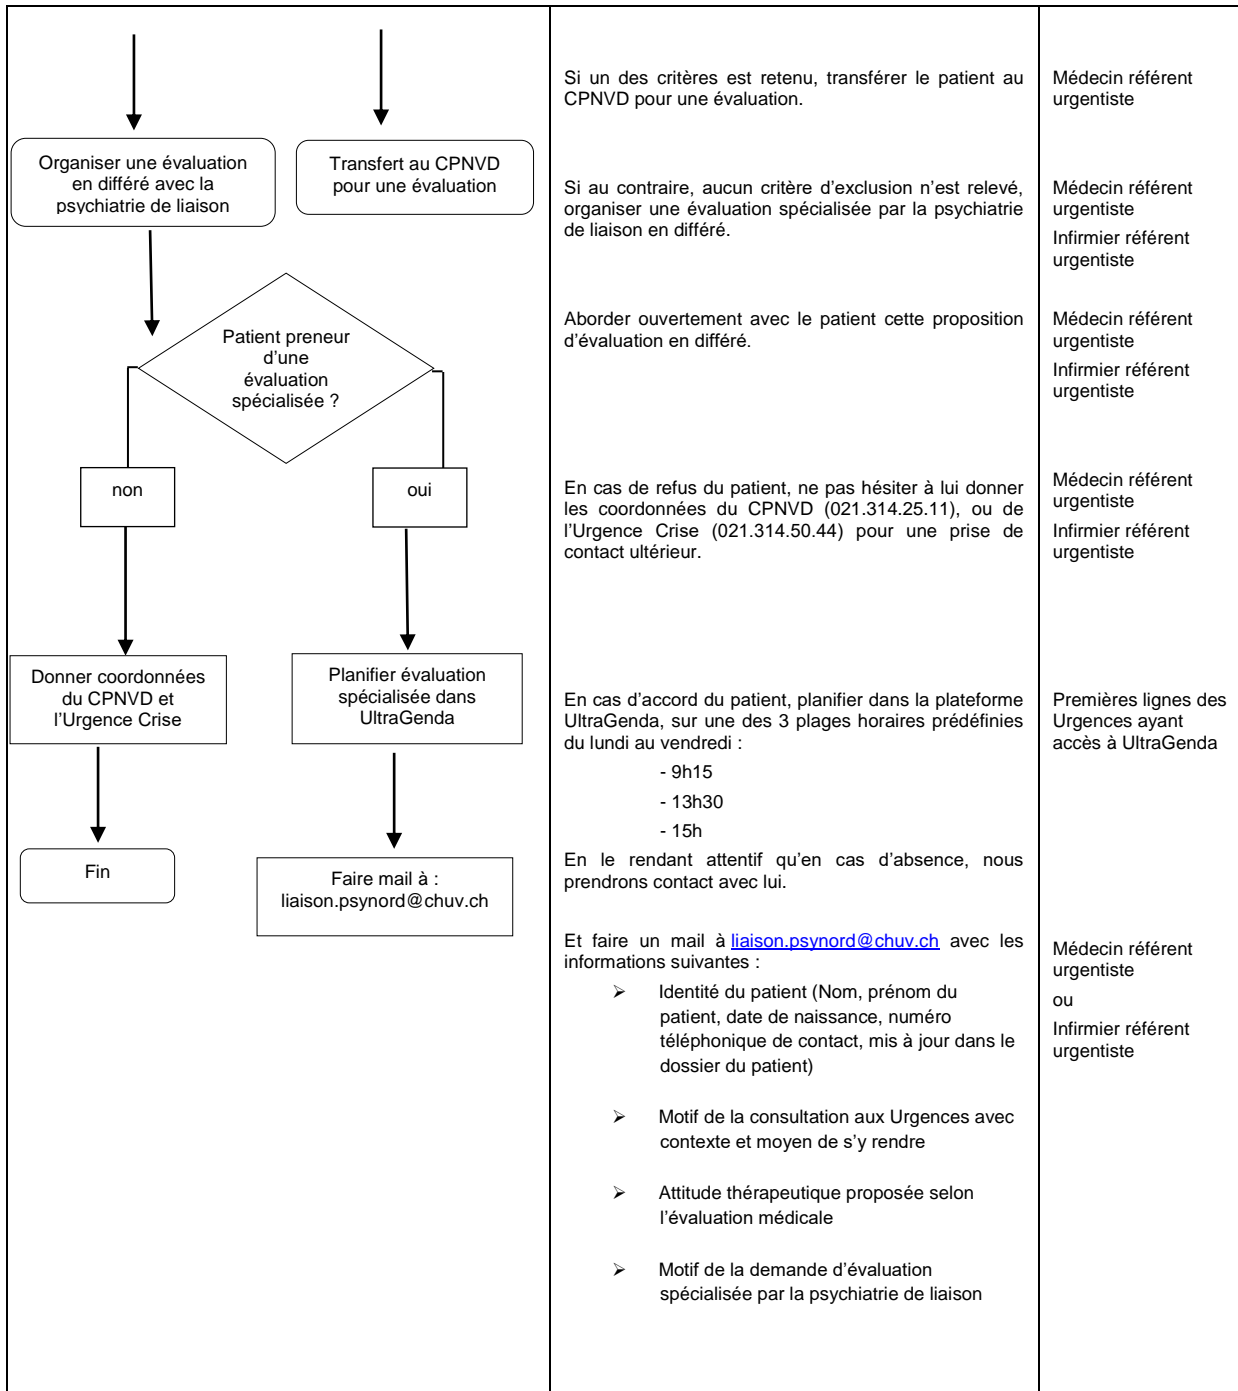 Organiser une évaluation
en différé avec la
psychiatrie de liaison
Transfert au CPNVD
pour une évaluation
Patient preneur
d’une
évaluation
spécialisée ?
non
oui
Donner coordonnées
du CPNVD et
l’Urgence Crise
Planifier évaluation
spécialisée dans
UltraGenda
Fin
Faire mail à :
liaison.psynord@chuv.ch
Si un des critères est retenu, transférer le patient au
CPNVD pour une évaluation.
Médecin référent
urgentiste
Si au contraire, aucun critère d’exclusion n’est relevé,
organiser une évaluation spécialisée par la psychiatrie
de liaison en différé.
Médecin référent
urgentiste
Infirmier référent
urgentiste
Aborder ouvertement avec le patient cette proposition
d’évaluation en différé.
Médecin référent
urgentiste
Infirmier référent
urgentiste
En cas de refus du patient, ne pas hésiter à lui donner
les coordonnées du CPNVD (021.314.25.11), ou de
l’Urgence Crise (021.314.50.44) pour une prise de
contact ultérieur.
Médecin référent
urgentiste
Infirmier référent
urgentiste
En cas d’accord du patient, planifier dans la plateforme
UltraGenda, sur une des 3 plages horaires prédéfinies
du lundi au vendredi :
- 9h15
- 13h30
- 15h
En le rendant attentif qu’en cas d’absence, nous
prendrons contact avec lui.
Premières lignes des
Urgences ayant
accès à UltraGenda
Et faire un mail à liaison.psynord@chuv.ch avec les
informations suivantes :
➢ Identité du patient (Nom, prénom du
patient, date de naissance, numéro
téléphonique de contact, mis à jour dans le
dossier du patient)
➢ Motif de la consultation aux Urgences avec
contexte et moyen de s’y rendre
➢ Attitude thérapeutique proposée selon
l’évaluation médicale
➢ Motif de la demande d’évaluation
spécialisée par la psychiatrie de liaison
Médecin référent
urgentiste
ou
Infirmier référent
urgentiste